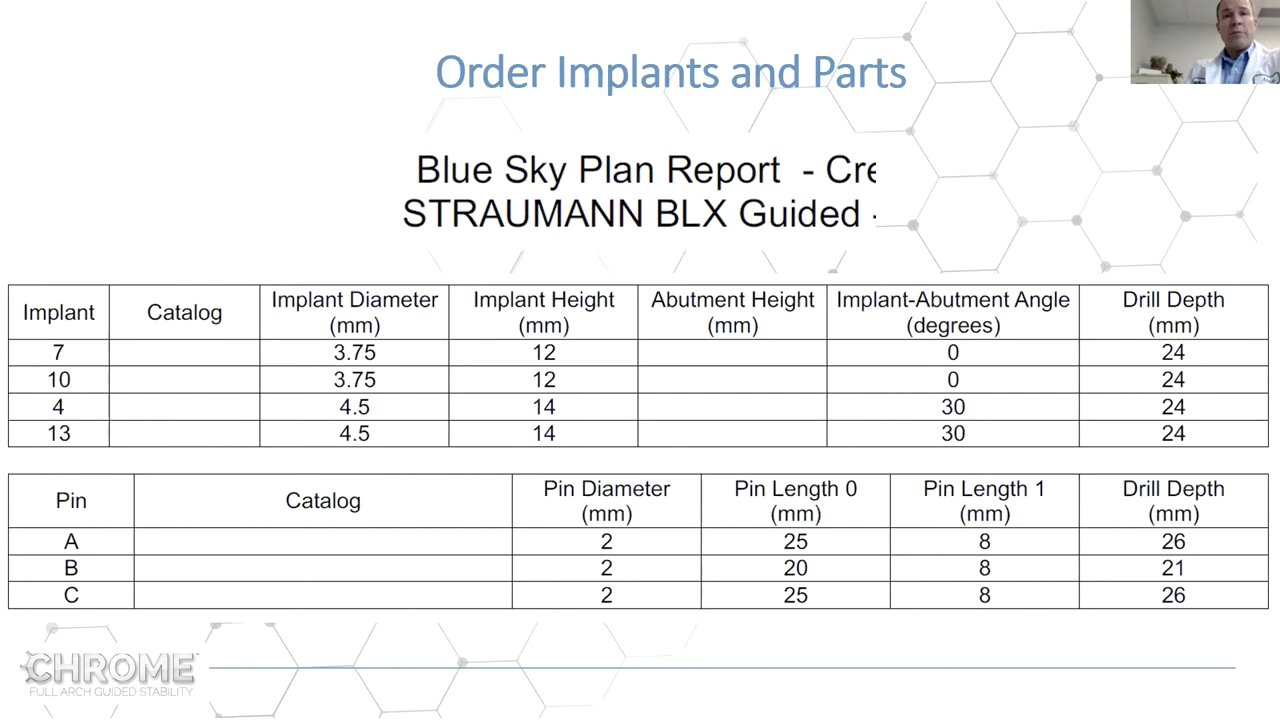 Order Implants and Parts
Blue Sky Plan Report - Cre
STRAUMANN BLX Guided -
Implant Catalog Implant Diameter (mm) Implant Height (mm) Abutment Height (mm) Implant-Abutment Angle (degrees) Drill Depth (mm)
7 3.75 12 0 24
10 3.75 12 0 24
4 4.5 14 30 24
13 4.5 14 30 24
Pin Catalog Pin Diameter (mm) Pin Length 0 (mm) Pin Length 1 (mm) Drill Depth (mm)
A 2 25 8 26
B 2 20 8 21
C 2 25 8 26
CHROME
FULL ARCH GUIDED STABILITY